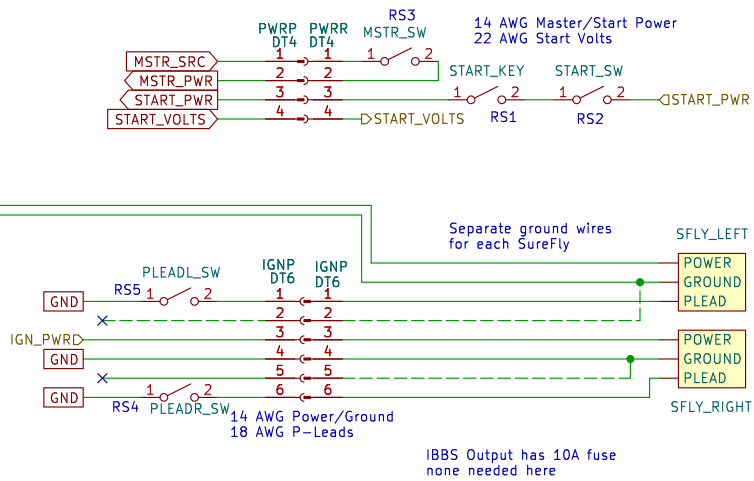 RS3
14 AWG Master/Start Power
22 AWG Start Volts
PWRP
DT4
PWRR
DT4
MSTR_SW
MSTR_SRC
1
1
1
2
MSTR_PWR
2
2
START_KEY
START_SW
START_PWR
3
3
1
2
1
2
START_PWR
RS1
RS2
START_VOLTS
4
4
START_VOLTS
Separate ground wires
for each SureFly
SFLY_LEFT
POWER
GROUND
PLEAD
PLEADL_SW
IGNP
DT6
IGNP
DT6
RS5
GND
1
2
1
1
2
2
IGN_PWR
3
3
POWER
GND
4
4
GROUND
5
5
PLEAD
GND
1
2
6
6
RS4
PLEADR_SW
SFLY_RIGHT
14 AWG Power/Ground
18 AWG P-Leads
IBBS Output has 10A fuse
none needed here